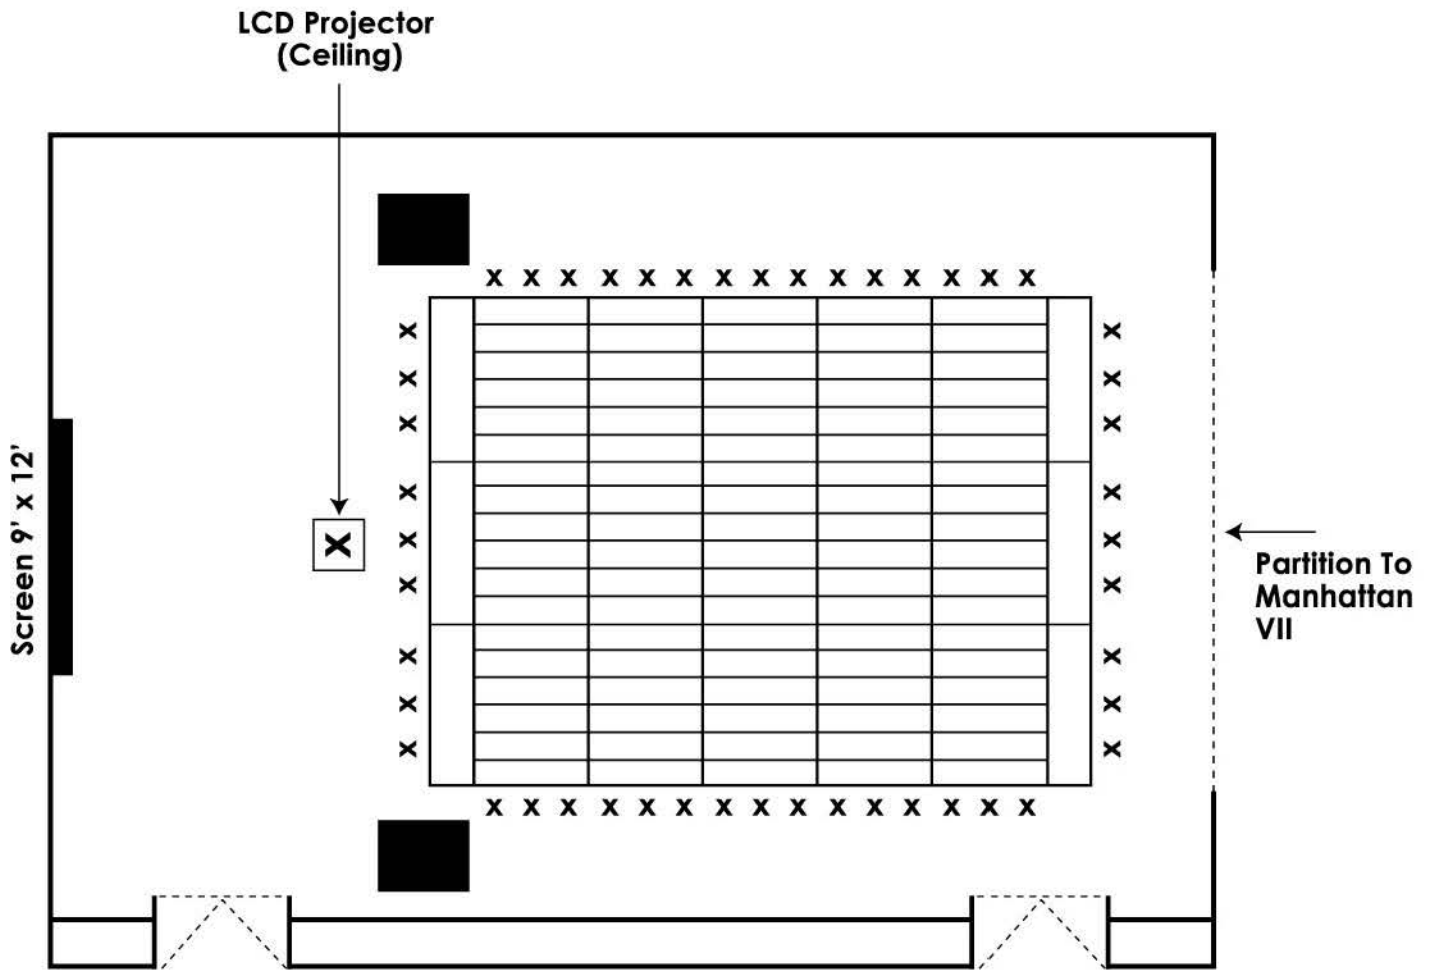 LCD Projector
(Ceiling)
X X X X X X X X X X X X X X X
X X
X X
X X
X X
X X
X X
X X
X X
X X
X
X X X X X X X X X X X X X X X
Screen 9' x 12'
Partition To
Manhattan
VII